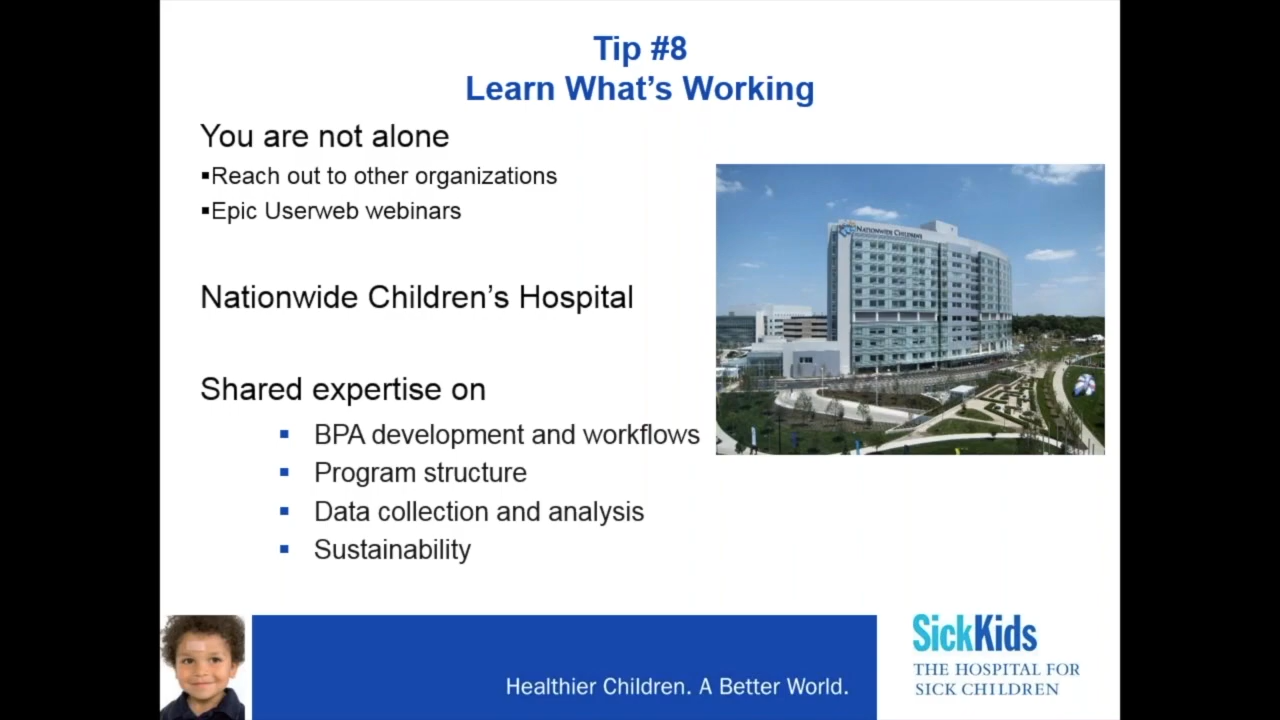 Tip #8
Learn What's Working
You are not alone
▪Reach out to other organizations
▪Epic Userweb webinars
Nationwide Children's Hospital
NATIONWIDE CHILDREN'S
Shared expertise on
▪ BPA development and workflows
▪ Program structure
▪ Data collection and analysis
▪ Sustainability
Healthier Children. A Better World.
SickKids
THE HOSPITAL FOR
SICK CHILDREN